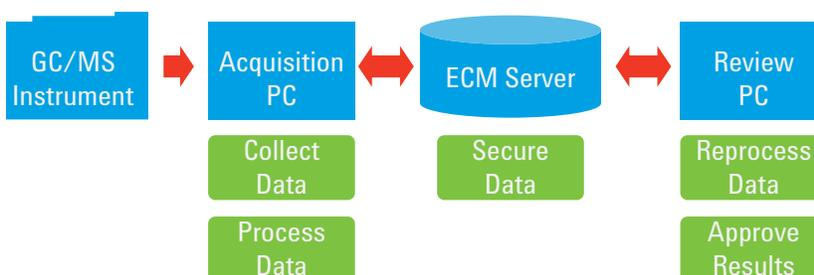 GC/MS
Instrument
Acquisition
PC
ECM Server
Review
PC
Collect
Data
Secure
Data
Reprocess
Data
Process
Data
Approve
Results